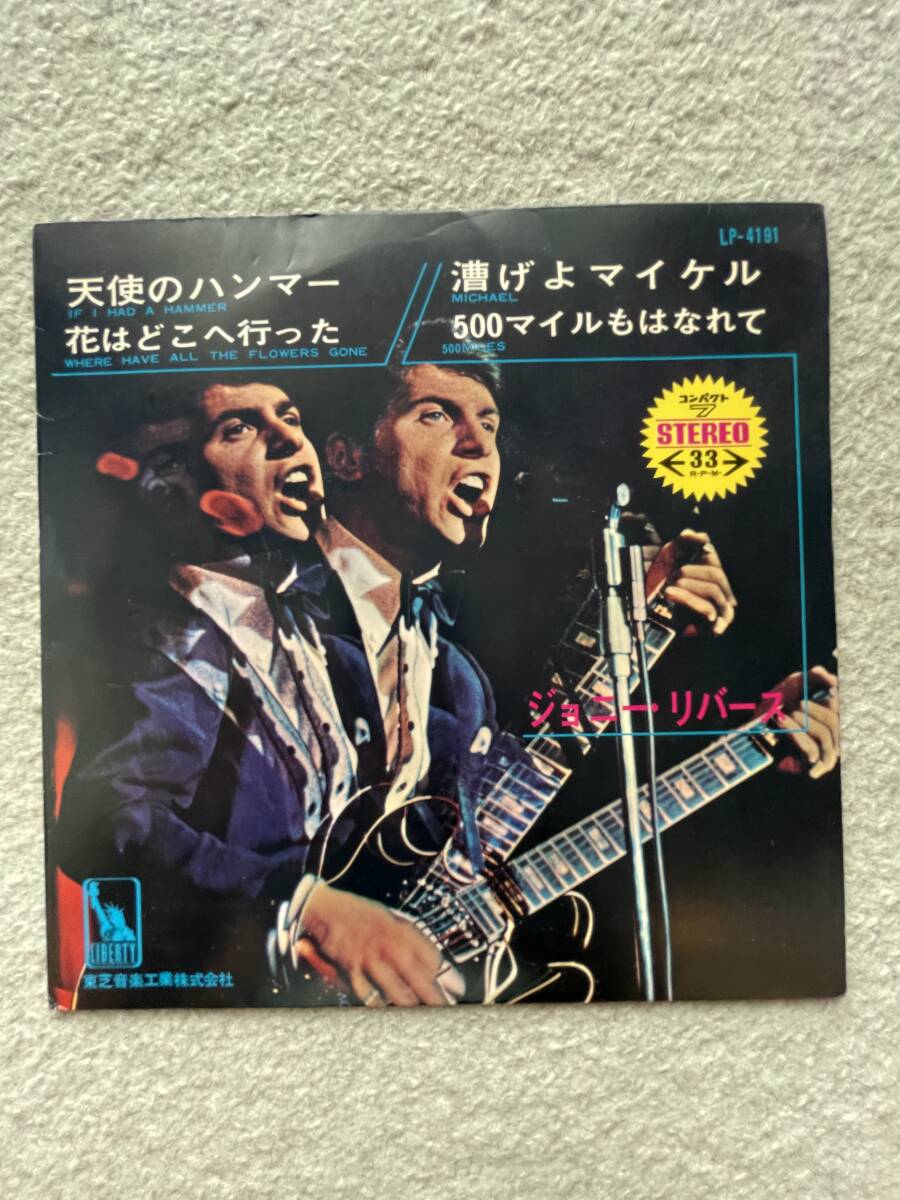 LP-4191
天使のハンマー
IF I HAD A HAMMER
花はどこへ行った
WHERE HAVE ALL THE FLOWERS GONE
漕げよマイケル
MICHAEL
500マイルもはなれて
500 MILES
コンパクト
7
STEREO
33
R・P・M・
ジョニー・リバース
LIBERTY
東芝音楽工業株式会社